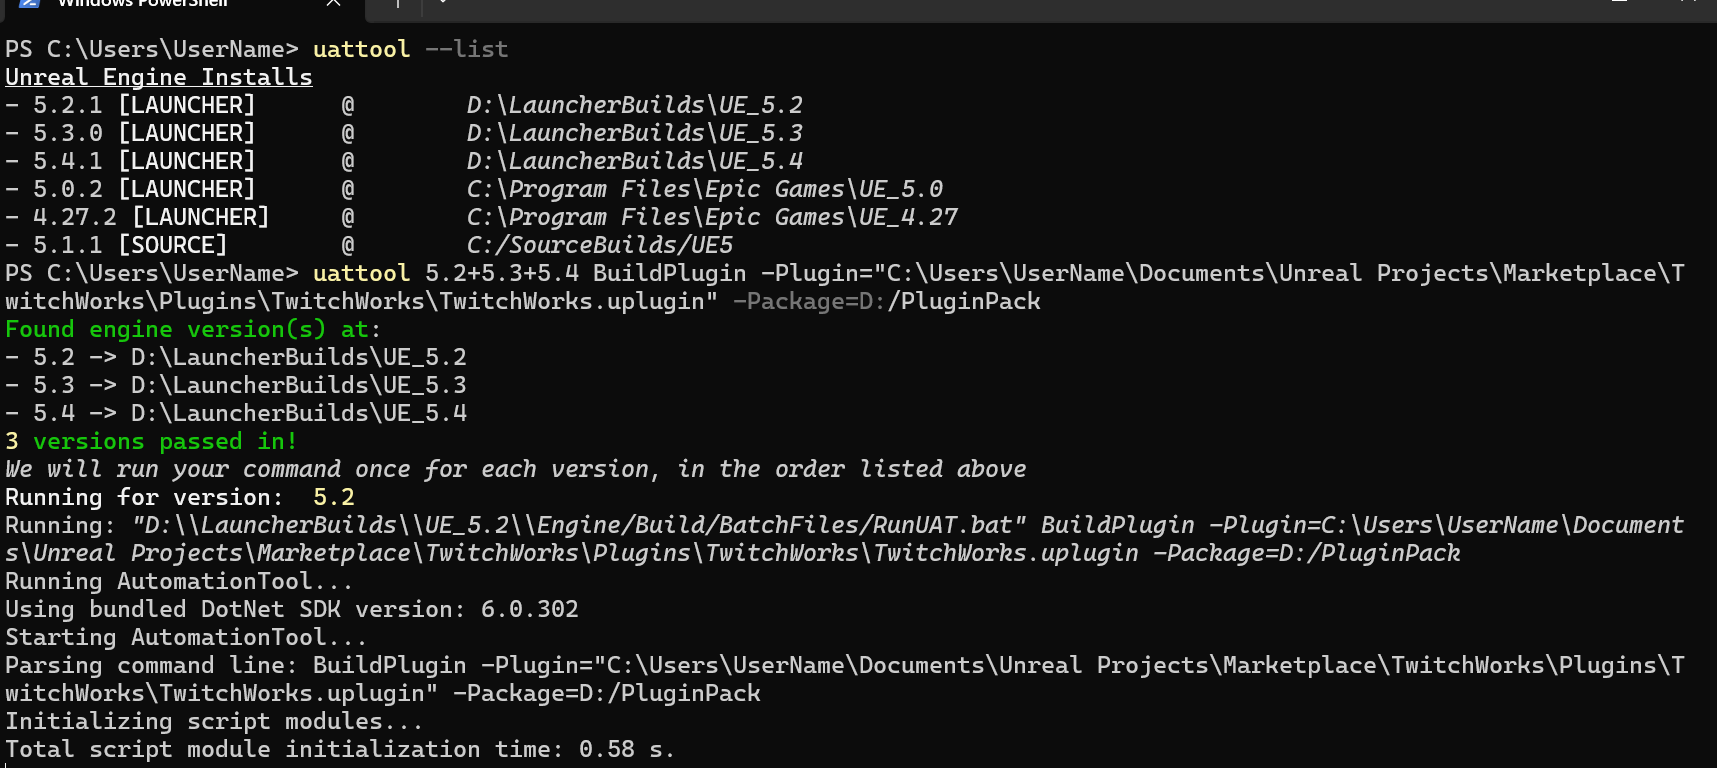 Windows PowerShell
PS C:\Users\UserName> uattool --list
Unreal Engine Installs
- 5.2.1 [LAUNCHER] @ D:\LauncherBuilds\UE_5.2
- 5.3.0 [LAUNCHER] @ D:\LauncherBuilds\UE_5.3
- 5.4.1 [LAUNCHER] @ D:\LauncherBuilds\UE_5.4
- 5.0.2 [LAUNCHER] @ C:\Program Files\Epic Games\UE_5.0
- 4.27.2 [LAUNCHER] @ C:\Program Files\Epic Games\UE_4.27
- 5.1.1 [SOURCE] @ C:/SourceBuilds/UE5
PS C:\Users\UserName> uattool 5.2+5.3+5.4 BuildPlugin -Plugin="C:\Users\UserName\Documents\Unreal Projects\Marketplace\T
witchWorks\Plugins\TwitchWorks\TwitchWorks.uplugin" -Package=D:/PluginPack
Found engine version(s) at:
- 5.2 -> D:\LauncherBuilds\UE_5.2
- 5.3 -> D:\LauncherBuilds\UE_5.3
- 5.4 -> D:\LauncherBuilds\UE_5.4
3 versions passed in!
We will run your command once for each version, in the order listed above
Running for version:  5.2
Running: "D:\\LauncherBuilds\\UE_5.2\\Engine/Build/BatchFiles/RunUAT.bat" BuildPlugin -Plugin=C:\Users\UserName\Document
s\Unreal Projects\Marketplace\TwitchWorks\Plugins\TwitchWorks\TwitchWorks.uplugin -Package=D:/PluginPack
Running AutomationTool...
Using bundled DotNet SDK version: 6.0.302
Starting AutomationTool...
Parsing command line: BuildPlugin -Plugin="C:\Users\UserName\Documents\Unreal Projects\Marketplace\TwitchWorks\Plugins\T
witchWorks\TwitchWorks.uplugin" -Package=D:/PluginPack
Initializing script modules...
Total script module initialization time: 0.58 s.